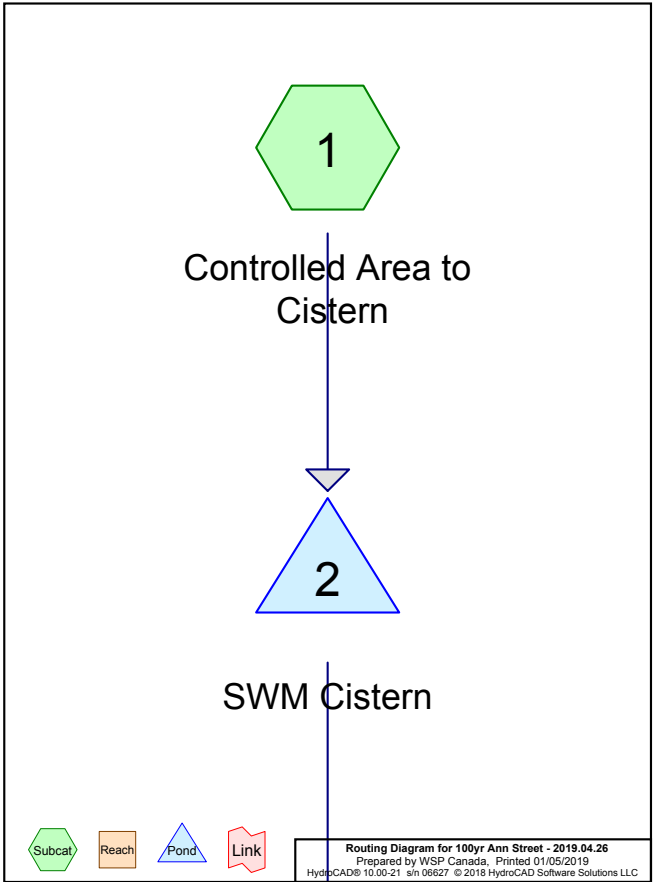 1
Controlled Area to
Cistern
2
SWM Cistern
Subcat
Reach
Pond
Link
Routing Diagram for 100yr Ann Street - 2019.04.26
Prepared by WSP Canada, Printed 01/05/2019
HydroCAD® 10.00-21 s/n 06627 © 2018 HydroCAD Software Solutions LLC